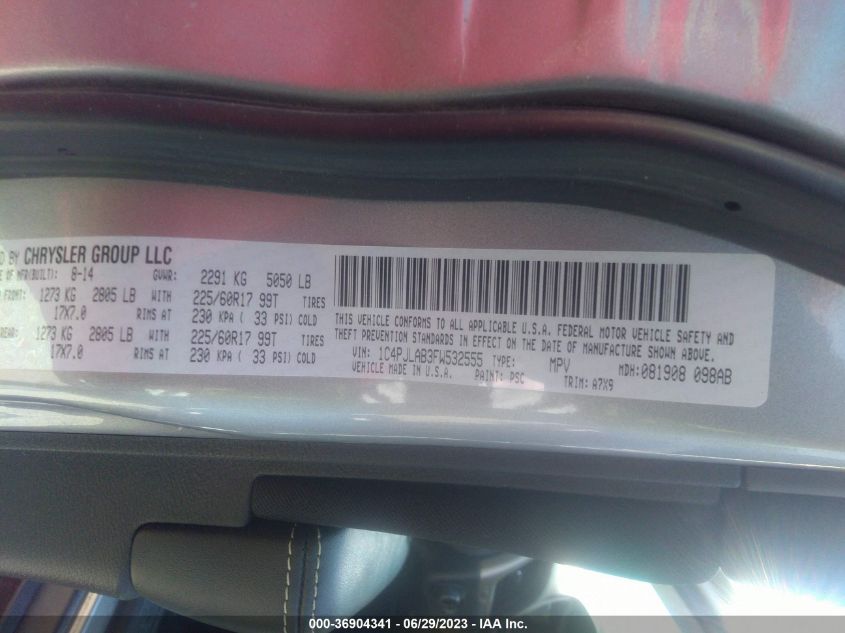 D BY CHRYSLER GROUP LLC
E OF MFR(BUILT): 8-14 GVWR: 2291 KG 5050 LB
FRONT: 1273 KG 2805 LB WITH 225/60R17 99T TIRES
17X7.0 RIMS AT 230 KPA ( 33 PSI) COLD
REAR: 1273 KG 2805 LB WITH 225/60R17 99T TIRES
17X7.0 RIMS AT 230 KPA ( 33 PSI) COLD
THIS VEHICLE CONFORMS TO ALL APPLICABLE U.S.A. FEDERAL MOTOR VEHICLE SAFETY AND
THEFT PREVENTION STANDARDS IN EFFECT ON THE DATE OF MANUFACTURE SHOWN ABOVE.
VIN: 1C4PJLAB3FW532555 TYPE: MPV MDH:081908 098AB
VEHICLE MADE IN U.S.A. PAINT: PSC TRIM: A7X9
000-36904341 - 06/29/2023 - IAA Inc.